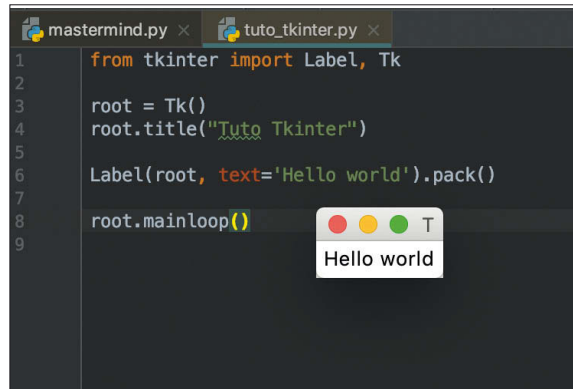 mastermind.py × tuto_tkinter.py ×
1 from tkinter import Label, Tk
2
3 root = Tk()
4 root.title("Tuto Tkinter")
5
6 Label(root, text='Hello world').pack()
7
8 root.mainloop()
9
T
Hello world